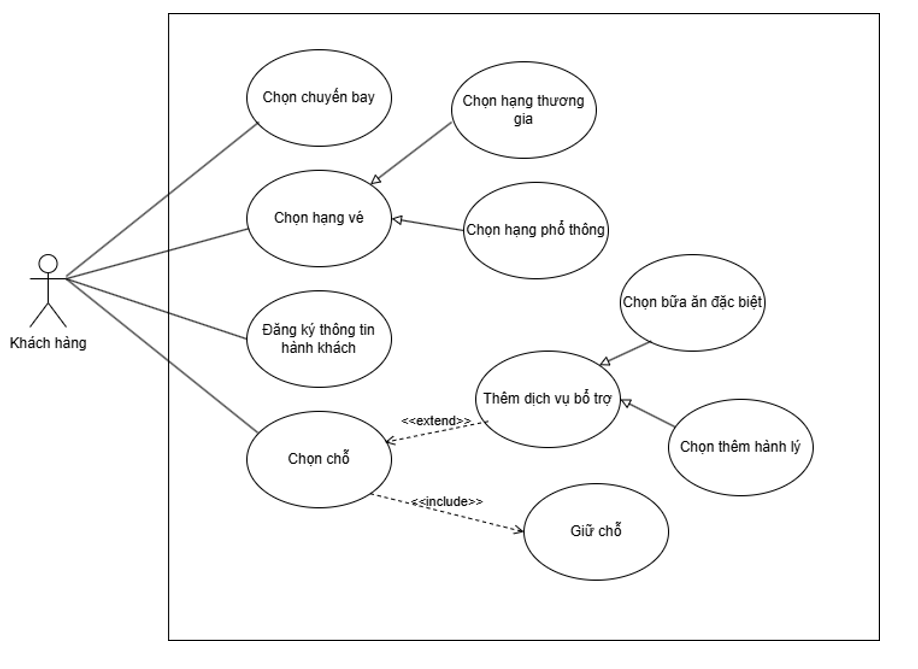 Chọn chuyến bay
Chọn hạng thương
gia
Chọn hạng vé
Chọn hạng phổ thông
Khách hàng
Đăng ký thông tin
hành khách
Chọn bữa ăn đặc biệt
Thêm dịch vụ bổ trợ
<<extend>>
Chọn thêm hành lý
Chọn chỗ
<<include>>
Giữ chỗ